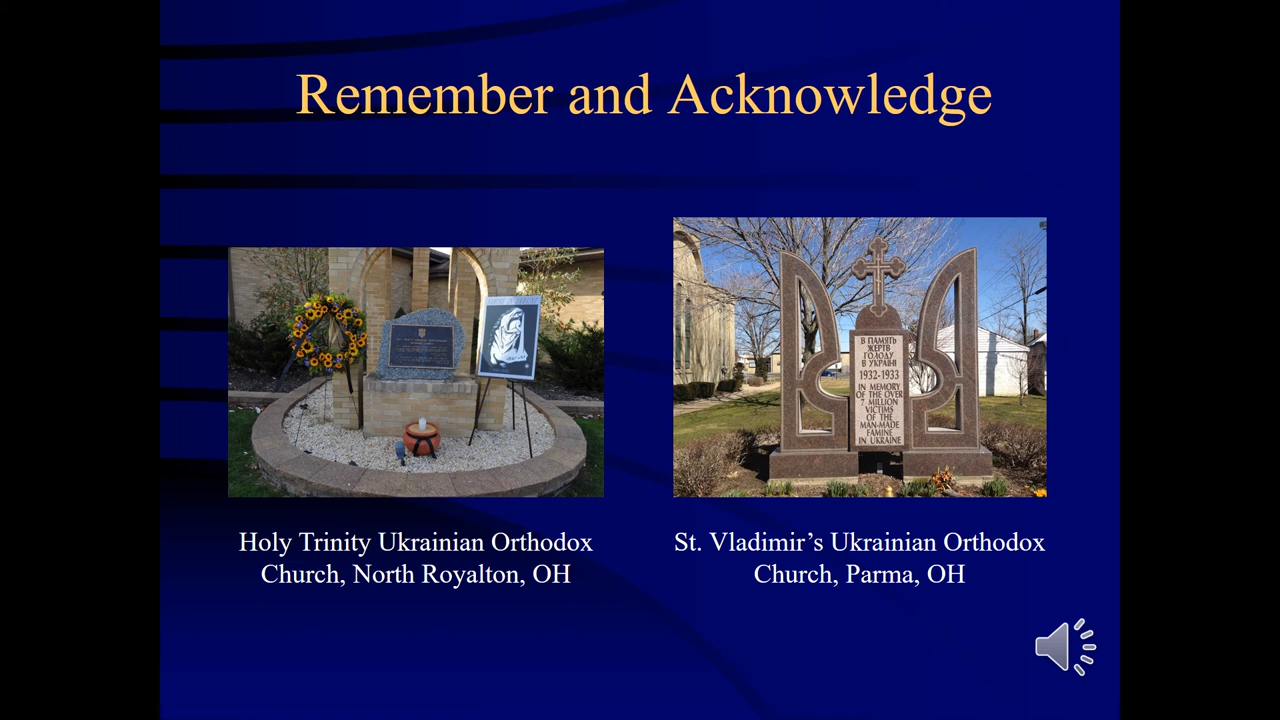 Remember and Acknowledge
В ПАМЯТЬ
ЖЕРТВ
ГОЛОДУ
В УКРАЇНІ
1932-1933
IN MEMORY
OF THE OVER
7 MILLION
VICTIMS
OF THE
MAN-MADE
FAMINE
IN UKRAINE
Holy Trinity Ukrainian Orthodox
Church, North Royalton, OH
St. Vladimir’s Ukrainian Orthodox
Church, Parma, OH